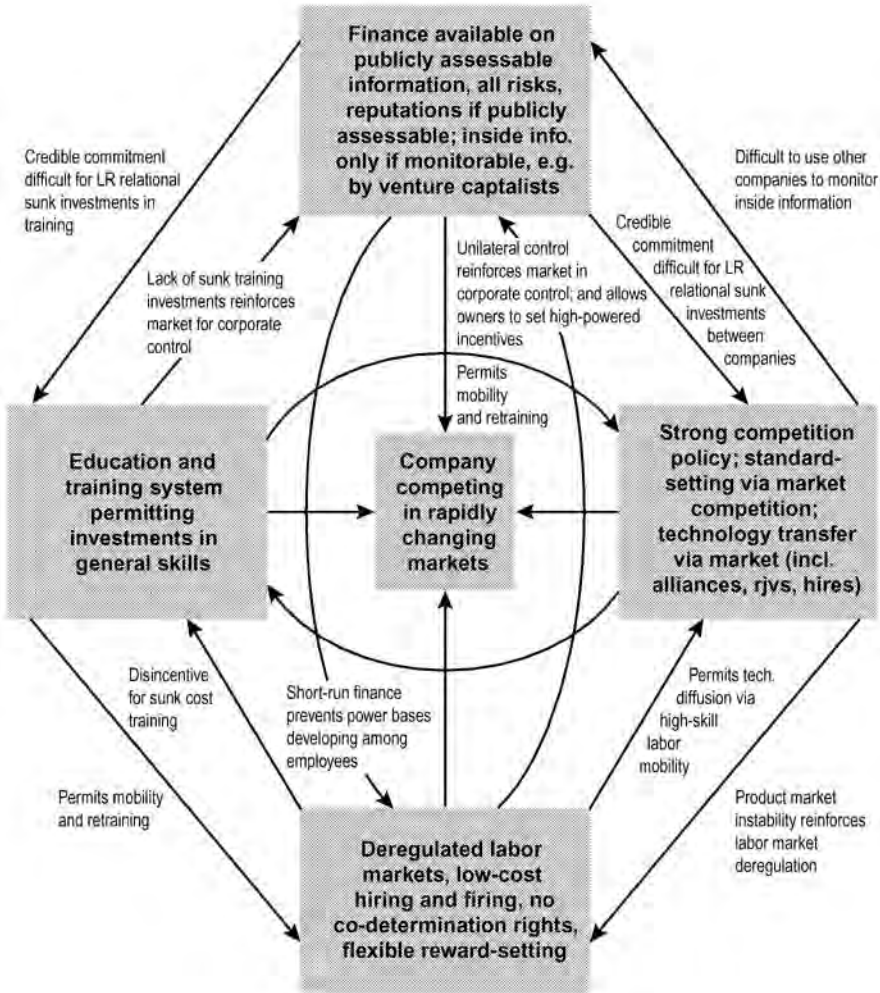 Finance available on
publicly assessable
information, all risks,
reputations if publicly
assessable; inside info.
only if monitorable, e.g.
by venture captalists
Credible commitment
difficult for LR relational
sunk investments in
training
Difficult to use other
companies to monitor
inside information
Lack of sunk training
investments reinforces
market for corporate
control
Unilateral control
reinforces market in
corporate control; and allows
owners to set high-powered
incentives
Credible
commitment
difficult for LR
relational sunk
investments
between
companies
Permits
mobility
and retraining
Education and
training system
permitting
investments in
general skills
Company
competing
in rapidly
changing
markets
Strong competition
policy; standard-
setting via market
competition;
technology transfer
via market (incl.
alliances, rjvs, hires)
Disincentive
for sunk cost
training
Short-run finance
prevents power bases
developing among
employees
Permits tech.
diffusion via
high-skill
labor
mobility
Permits mobility
and retraining
Product market
instability reinforces
labor market
deregulation
Deregulated labor
markets, low-cost
hiring and firing, no
co-determination rights,
flexible reward-setting